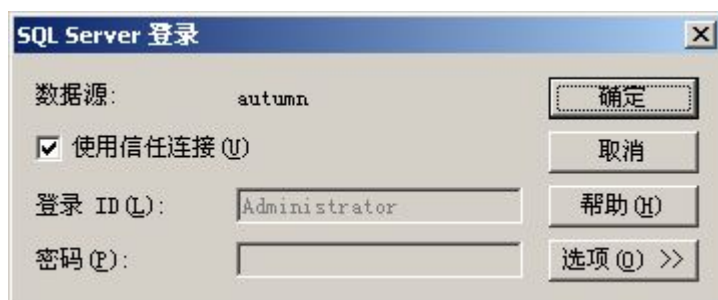 SQL Server 登录
数据源: autumn 确定
使用信任连接(U) 取消
登录 ID(L): Administrator 帮助(H)
密码(P): 选项(O) >>